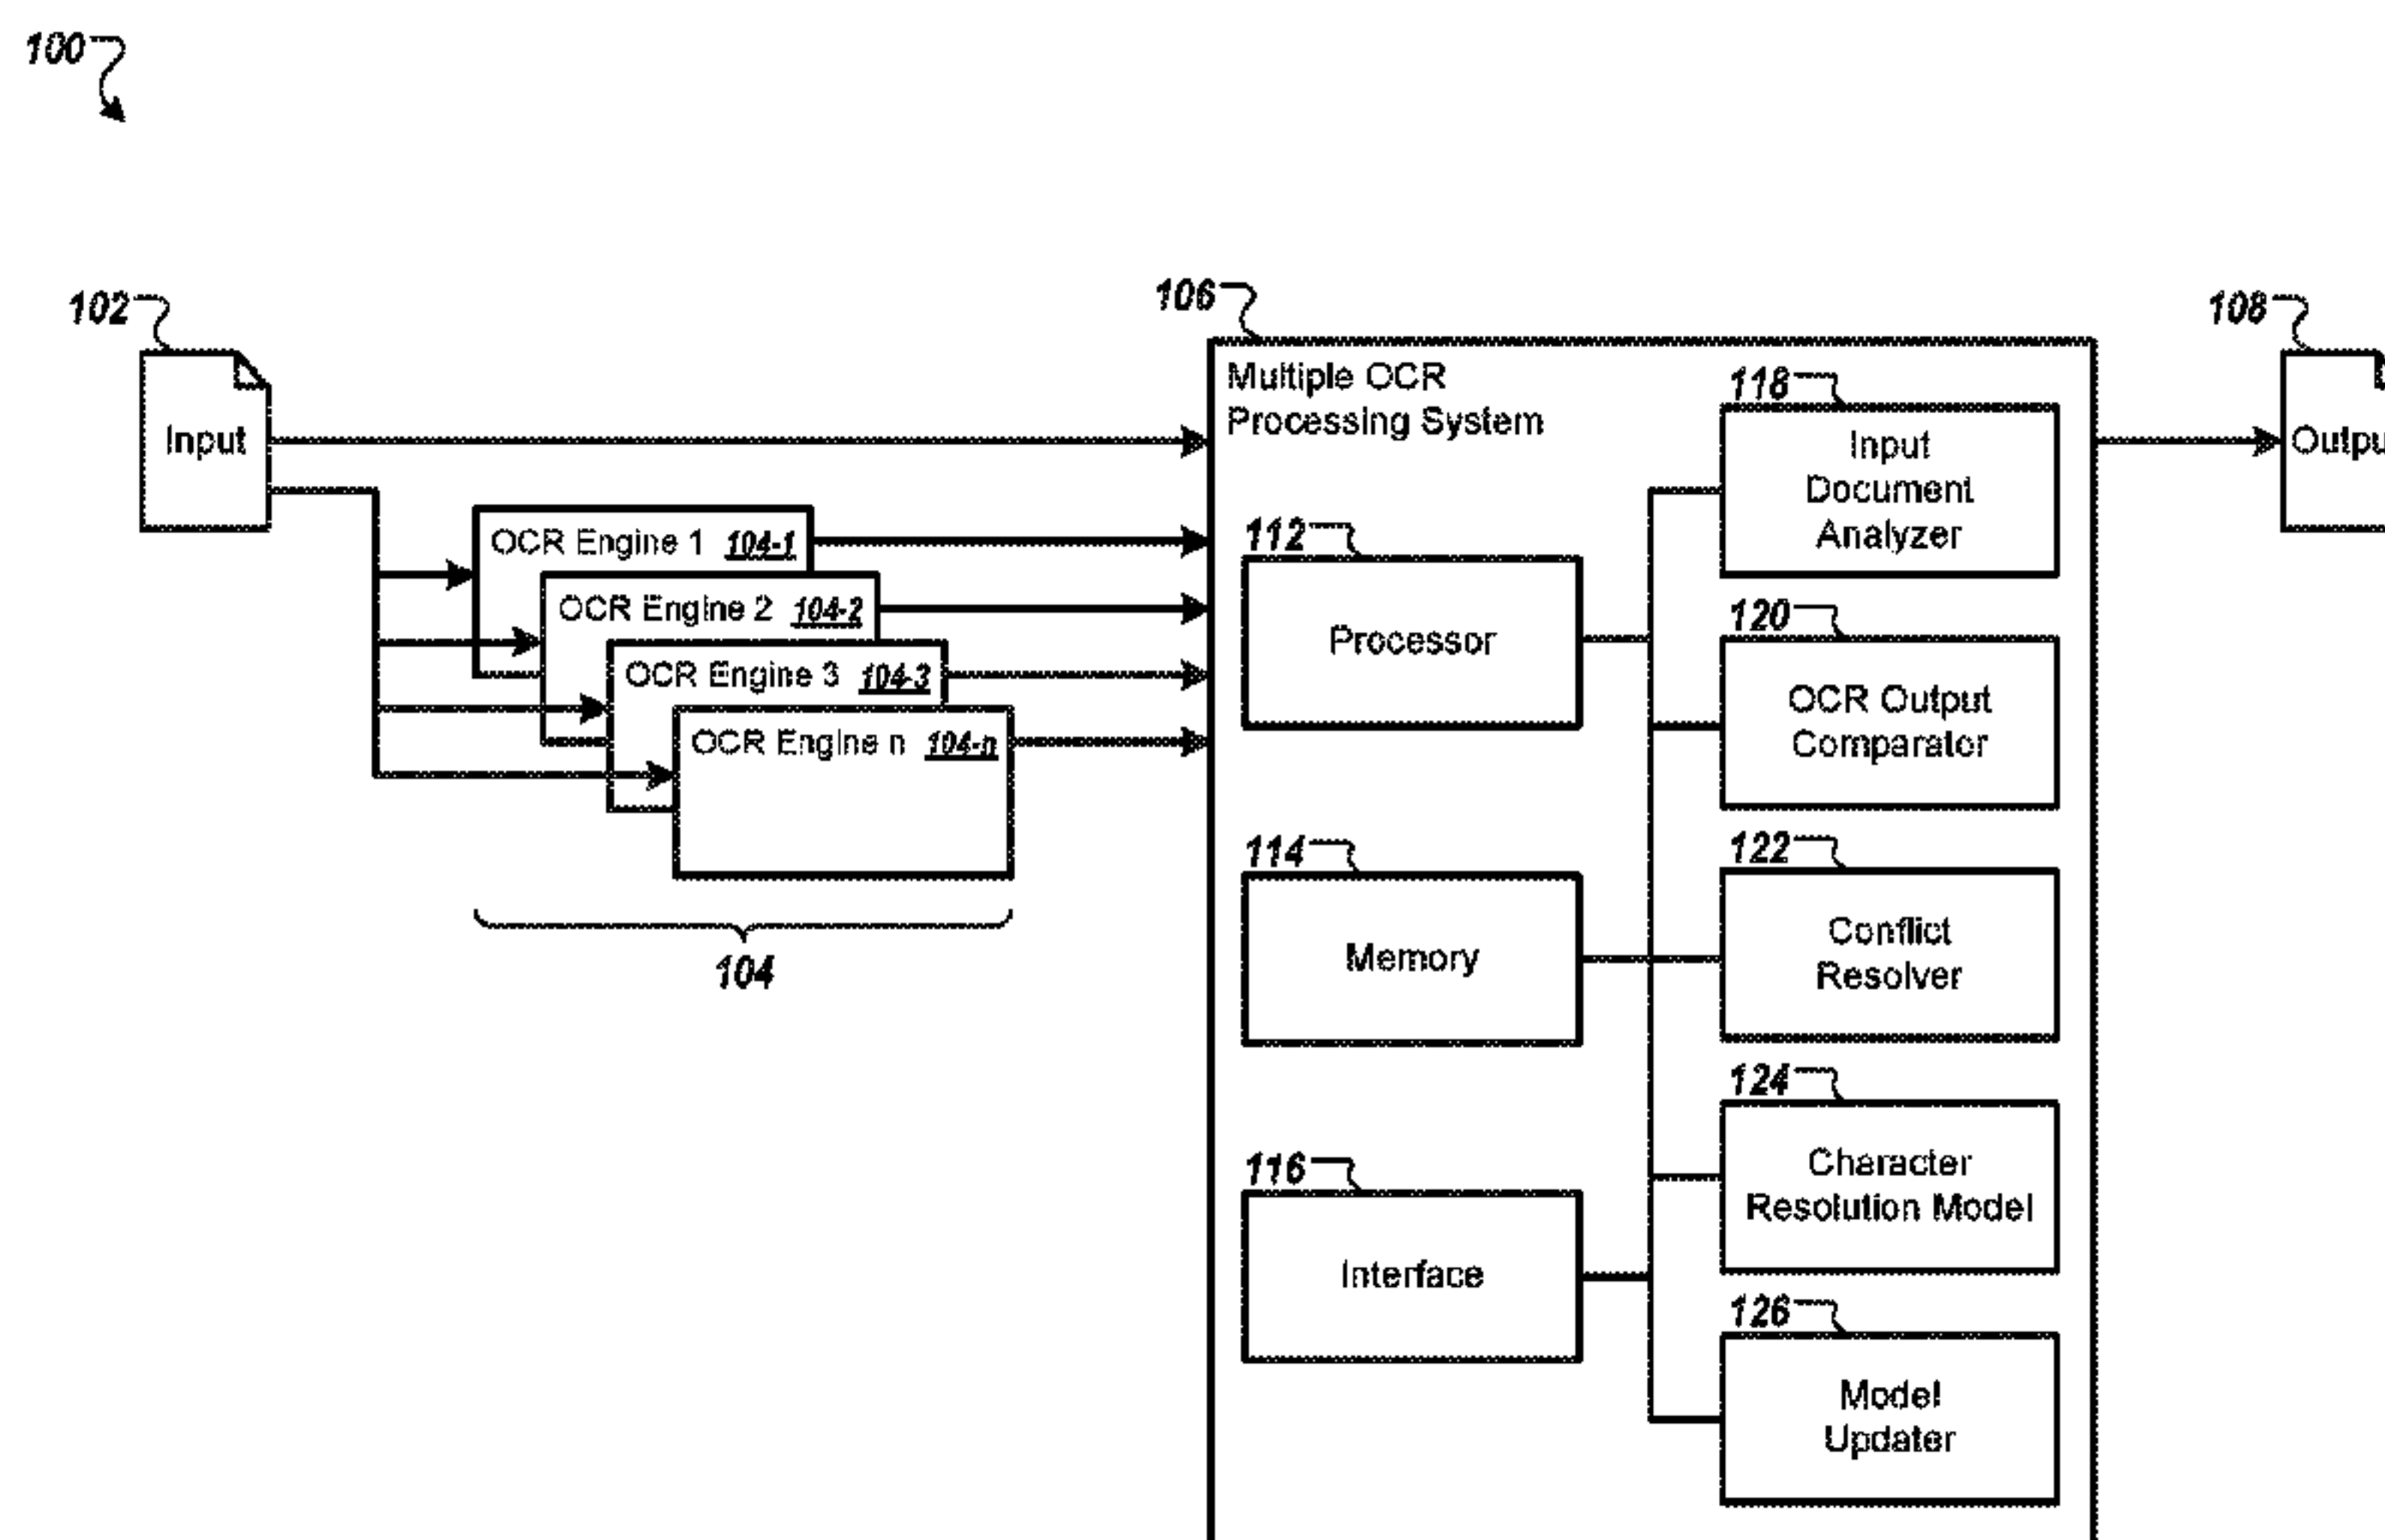 100
102
Input
OCR Engine 1 104-1
OCR Engine 2 104-2
OCR Engine 3 104-3
OCR Engine n 104-n
104
106
Multiple OCR
Processing System
112
Processor
114
Memory
116
Interface
118
Input
Document
Analyzer
120
OCR Output
Comparator
122
Conflict
Resolver
124
Character
Resolution Model
126
Model
Updater
108
Outpu